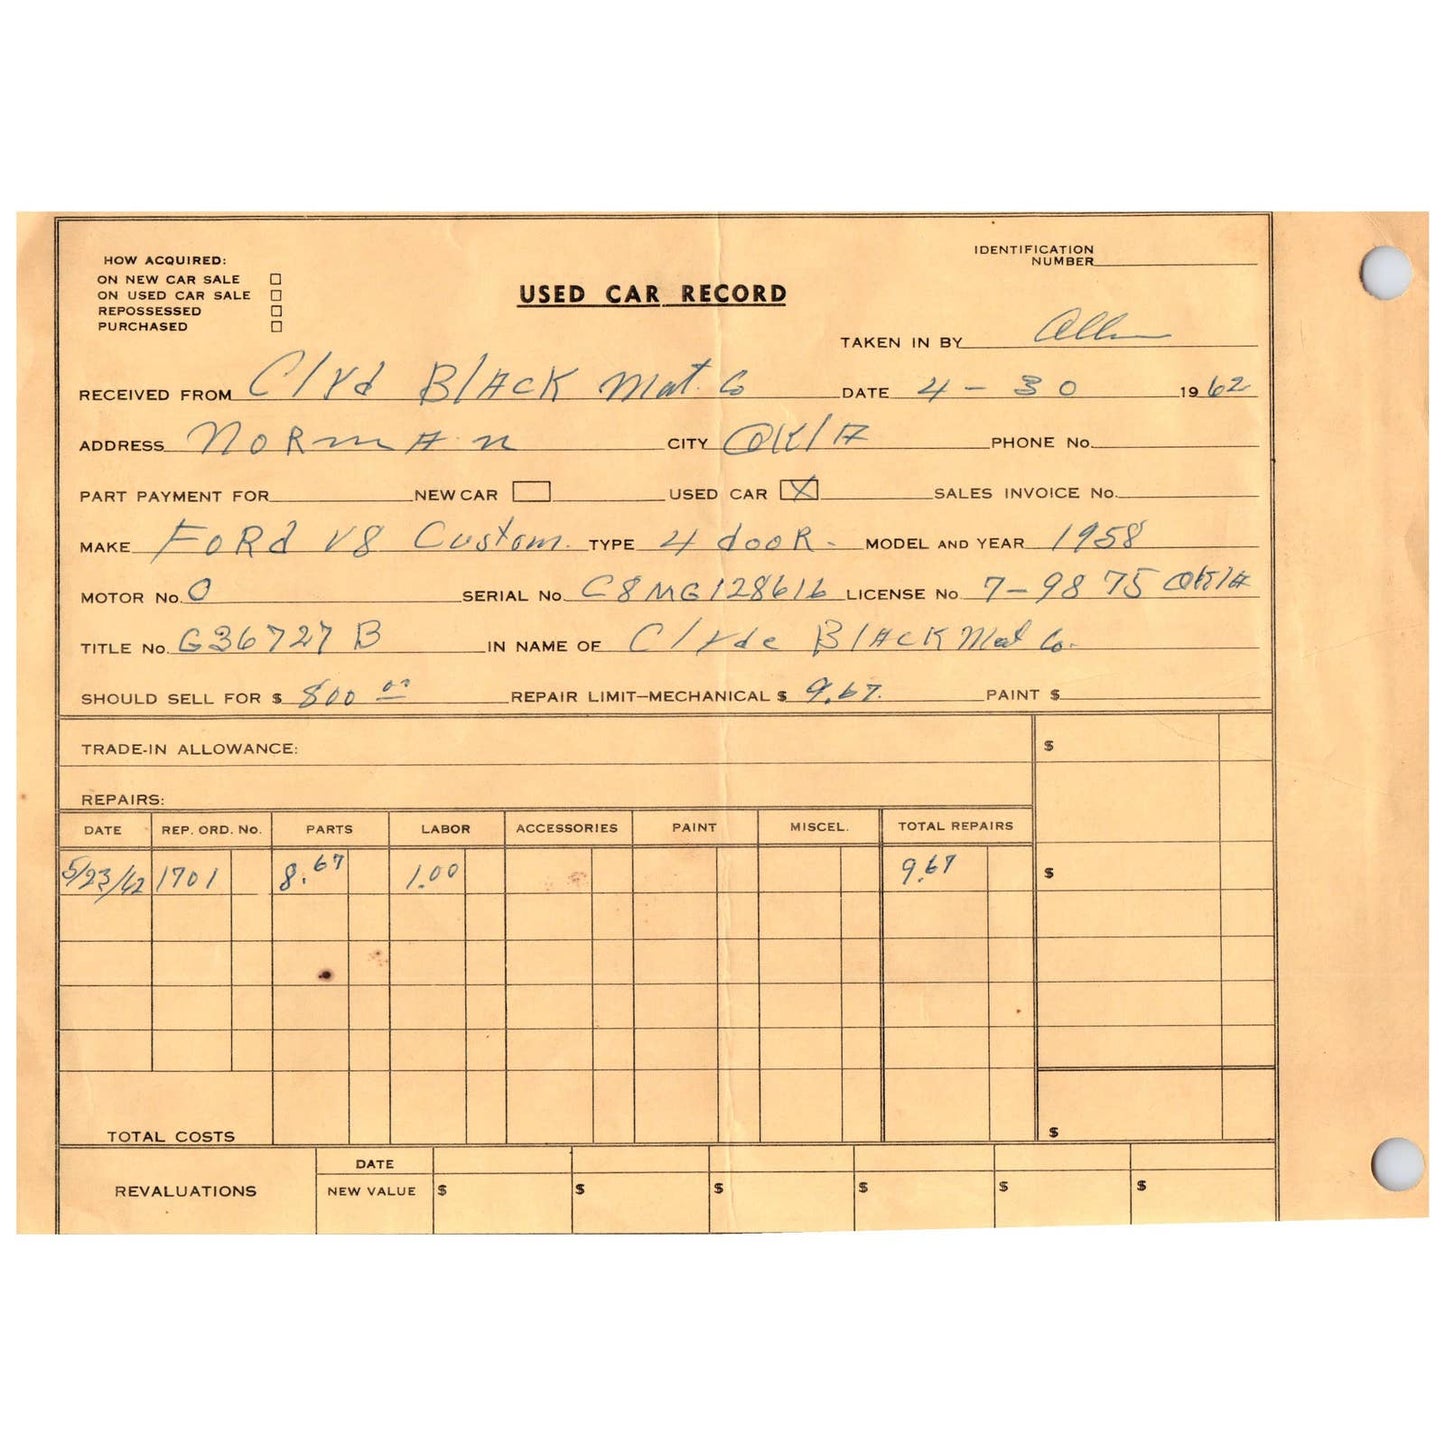 HOW ACQUIRED:
ON NEW CAR SALE
ON USED CAR SALE
REPOSSESSED
PURCHASED
USED CAR RECORD
IDENTIFICATION
NUMBER
TAKEN IN BY Allen
RECEIVED FROM Clyd BlAcK Mat. Co DATE 4-30 1962
ADDRESS NORmAn CITY OKlA PHONE No.
PART PAYMENT FOR NEW CAR USED CAR X SALES INVOICE No.
MAKE FoRd V8 Custom. TYPE 4 dooR - MODEL AND YEAR 1958
MOTOR No. 0 SERIAL No. C8MG128616 LICENSE No. 7-9875 OKlA
TITLE No. G36727B IN NAME OF Clyde BlAcK Mat Co.
SHOULD SELL FOR $ 800 00 REPAIR LIMIT-MECHANICAL $ 9.67. PAINT $
TRADE-IN ALLOWANCE: $
REPAIRS:
DATE REP. ORD. No. PARTS LABOR ACCESSORIES PAINT MISCEL. TOTAL REPAIRS
5/23/62 1701 8.67 1.00 9.67 $
TOTAL COSTS $
REVALUATIONS DATE
NEW VALUE $ $ $ $ $ $